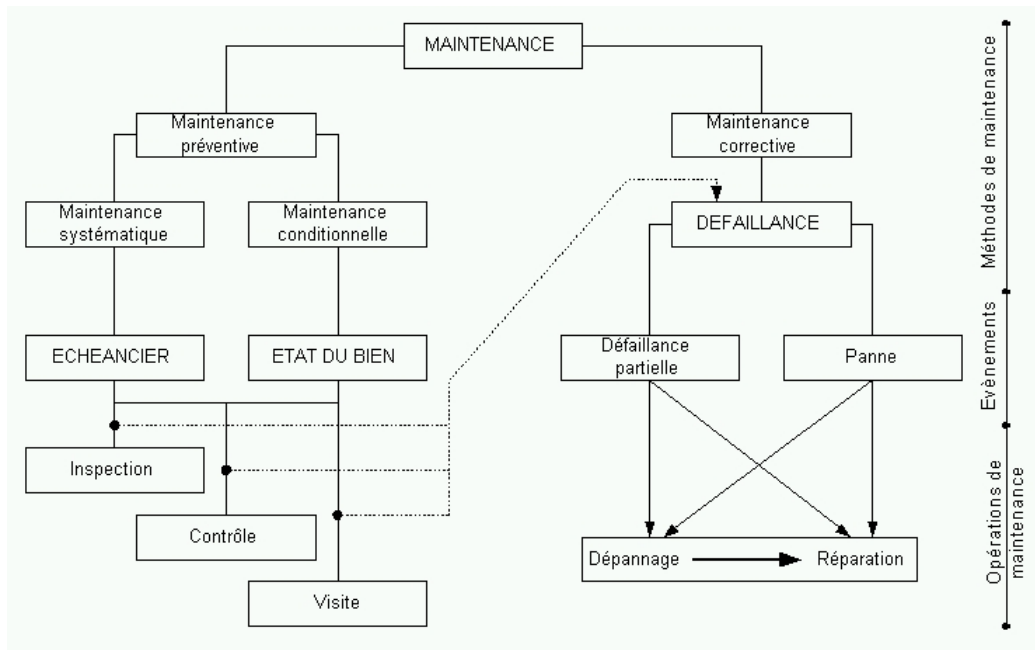 MAINTENANCE
Maintenance
préventive
Maintenance
corrective
Maintenance
systématique
Maintenance
conditionnelle
DEFAILLANCE
ECHEANCIER
ETAT DU BIEN
Défaillance
partielle
Panne
Inspection
Contrôle
Visite
Dépannage
Réparation
Méthodes de maintenance
Evènements
Opérations de
maintenance